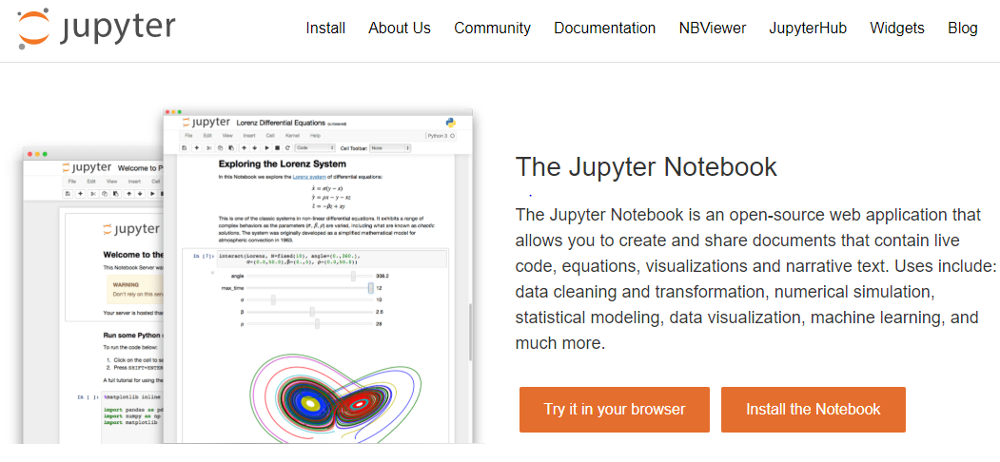 jupyter
Install About Us Community Documentation NBViewer JupyterHub Widgets Blog
jupyter Welcome to P
File Edit View Insert Cel
jupyter
Welcome to the
This Notebook Server was
WARNING
Don't rely on this serv
Your server is hosted that
Run some Python
To run the code below:
1. Click on the cell to se
2. Press SHIFT+ENTER
A full tutorial for using the
In [ ]: %matplotlib inline
import pandas as pd
import numpy as np
import matplotlib
jupyter Lorenz Differential Equations
File Edit View Insert Cell Kernel Help Python 3
Code Cell Toolbar: None
Exploring the Lorenz System
In this Notebook we explore the Lorenz system of differential equations:
ẋ = σ(y − x)
ẏ = ρx − y − xz
ż = −βz + xy
This is one of the classic systems in non-linear differential equations. It exhibits a range of
complex behaviors as the parameters (σ, β, ρ) are varied, including what are known as chaotic
solutions. The system was originally developed as a simplified mathematical model for
atmospheric convection in 1963.
In [7]: interact(Lorenz, N=fixed(10), angle=(0.,360.),
σ=(0.0,50.0),β=(0.,5), ρ=(0.0,50.0))
angle 308.2
max_time 12
σ 10
β 2.6
ρ 28
The Jupyter Notebook
The Jupyter Notebook is an open-source web application that
allows you to create and share documents that contain live
code, equations, visualizations and narrative text. Uses include:
data cleaning and transformation, numerical simulation,
statistical modeling, data visualization, machine learning, and
much more.
Try it in your browser Install the Notebook